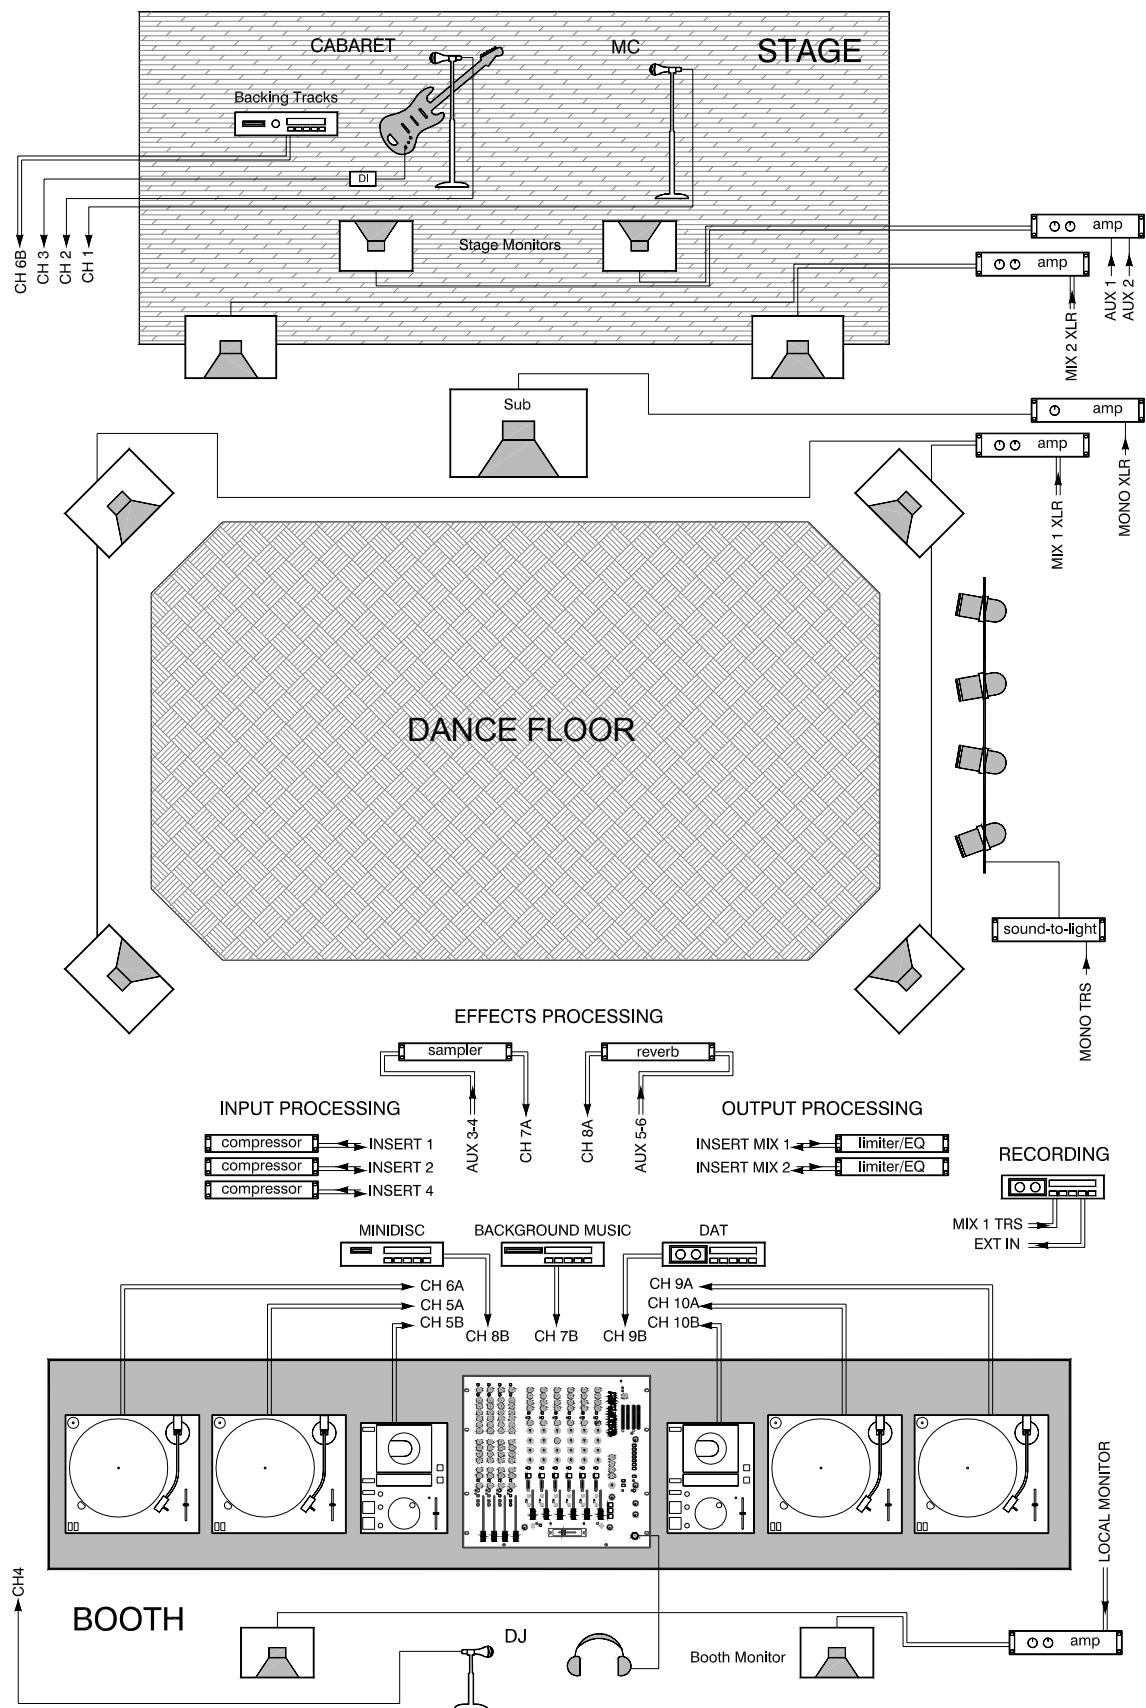 STAGE
CABARET
MC
Backing Tracks
DI
Stage Monitors
CH 6B
CH 3
CH 2
CH 1
amp
amp
AUX 1
AUX 2
MIX 2 XLR
Sub
amp
amp
MONO XLR
MIX 1 XLR
DANCE FLOOR
sound-to-light
MONO TRS
EFFECTS PROCESSING
sampler
reverb
AUX 3-4
CH 7A
CH 8A
AUX 5-6
INPUT PROCESSING
compressor INSERT 1
compressor INSERT 2
compressor INSERT 4
OUTPUT PROCESSING
INSERT MIX 1 limiter/EQ
INSERT MIX 2 limiter/EQ
RECORDING
MIX 1 TRS
EXT IN
MINIDISC
BACKGROUND MUSIC
DAT
CH 6A
CH 5A
CH 5B
CH 8B
CH 7B
CH 9B
CH 9A
CH 10A
CH 10B
LOCAL MONITOR
CH4
BOOTH
DJ
Booth Monitor
amp